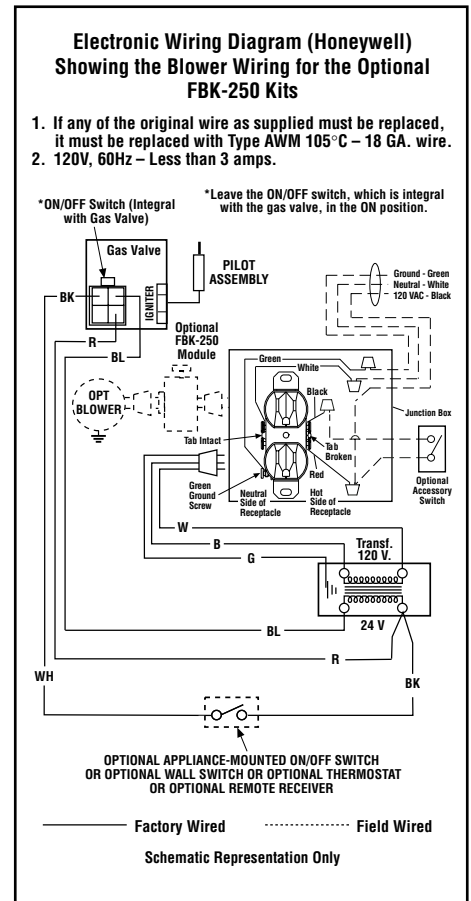 Electronic Wiring Diagram (Honeywell)
Showing the Blower Wiring for the Optional
FBK-250 Kits
1. If any of the original wire as supplied must be replaced,
it must be replaced with Type AWM 105°C – 18 GA. wire.
2. 120V, 60Hz – Less than 3 amps.
*ON/OFF Switch (Integral
with Gas Valve)
*Leave the ON/OFF switch, which is integral
with the gas valve, in the ON position.
Gas Valve
IGNITER
PILOT
ASSEMBLY
Ground - Green
Neutral - White
120 VAC - Black
BK
R
BL
Optional
FBK-250
Module
OPT
BLOWER
Green
White
Black
Junction Box
Tab Intact
Tab
Broken
Red
Green
Ground
Screw
Neutral
Side of
Receptacle
Hot
Side of
Receptacle
Optional
Accessory
Switch
W
B
G
Transf.
120 V.
24 V
BL
R
WH
BK
OPTIONAL APPLIANCE-MOUNTED ON/OFF SWITCH
OR OPTIONAL WALL SWITCH OR OPTIONAL THERMOSTAT
OR OPTIONAL REMOTE RECEIVER
Factory Wired
Field Wired
Schematic Representation Only